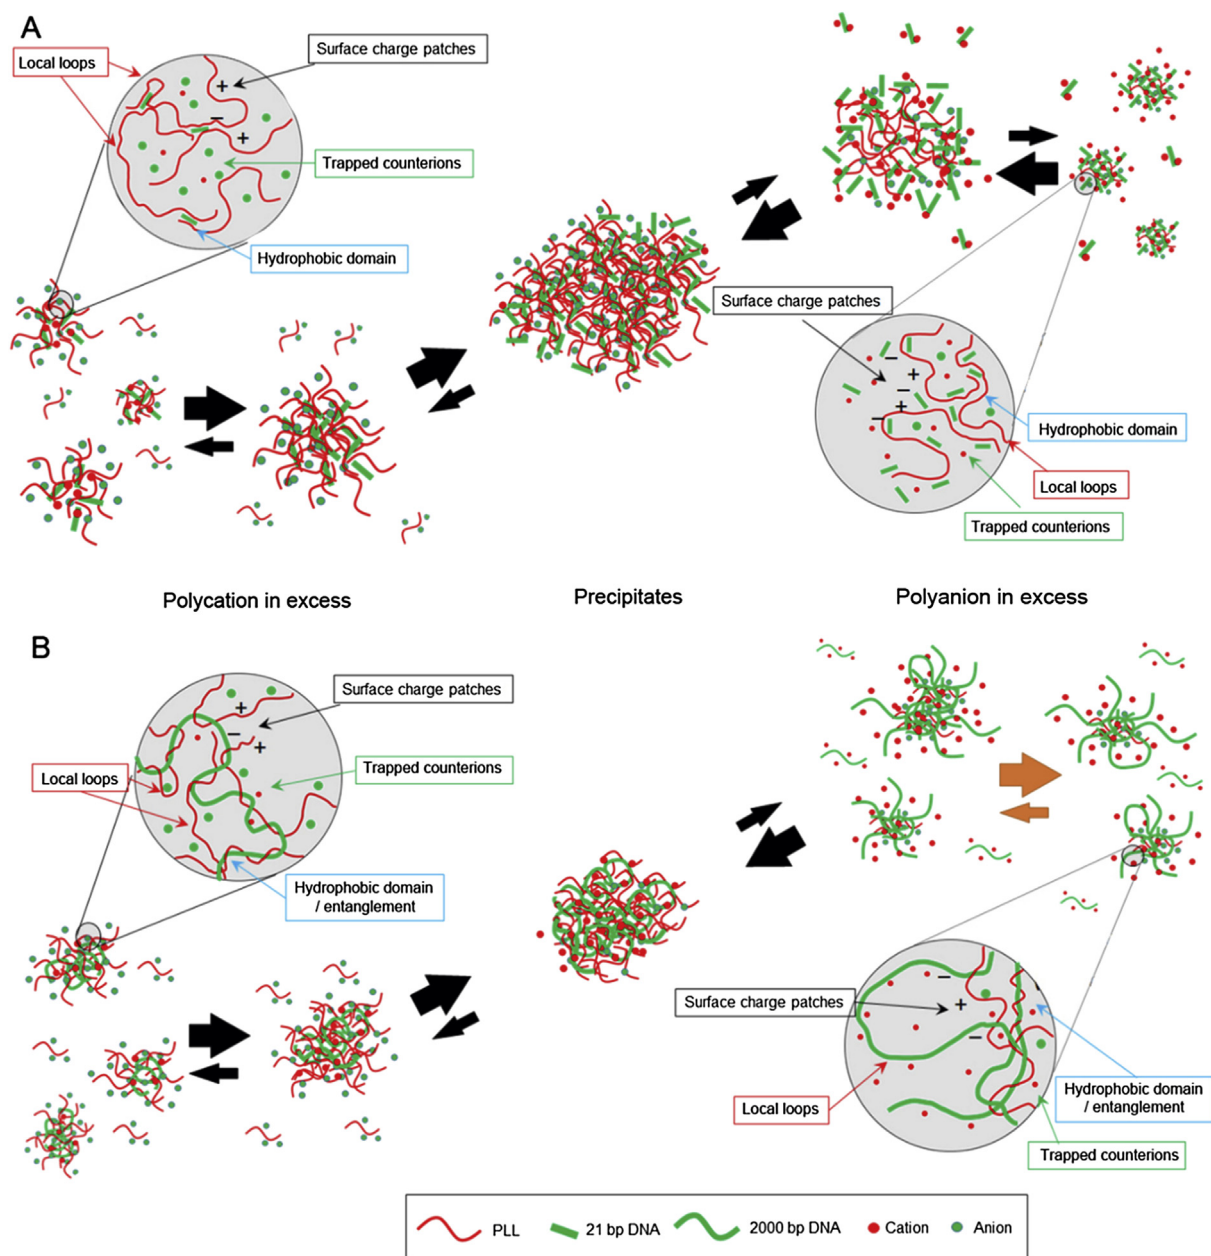 A
Surface charge patches
Local loops
+
−
+
Trapped counterions
Hydrophobic domain
Surface charge patches
−
+
−
+
−
Hydrophobic domain
Local loops
Trapped counterions
Polycation in excess
Precipitates
Polyanion in excess
B
Surface charge patches
+
−
+
Trapped counterions
Local loops
Hydrophobic domain
/ entanglement
Surface charge patches
−
+
−
Hydrophobic domain
/ entanglement
Local loops
Trapped counterions
PLL
21 bp DNA
2000 bp DNA
Cation
Anion